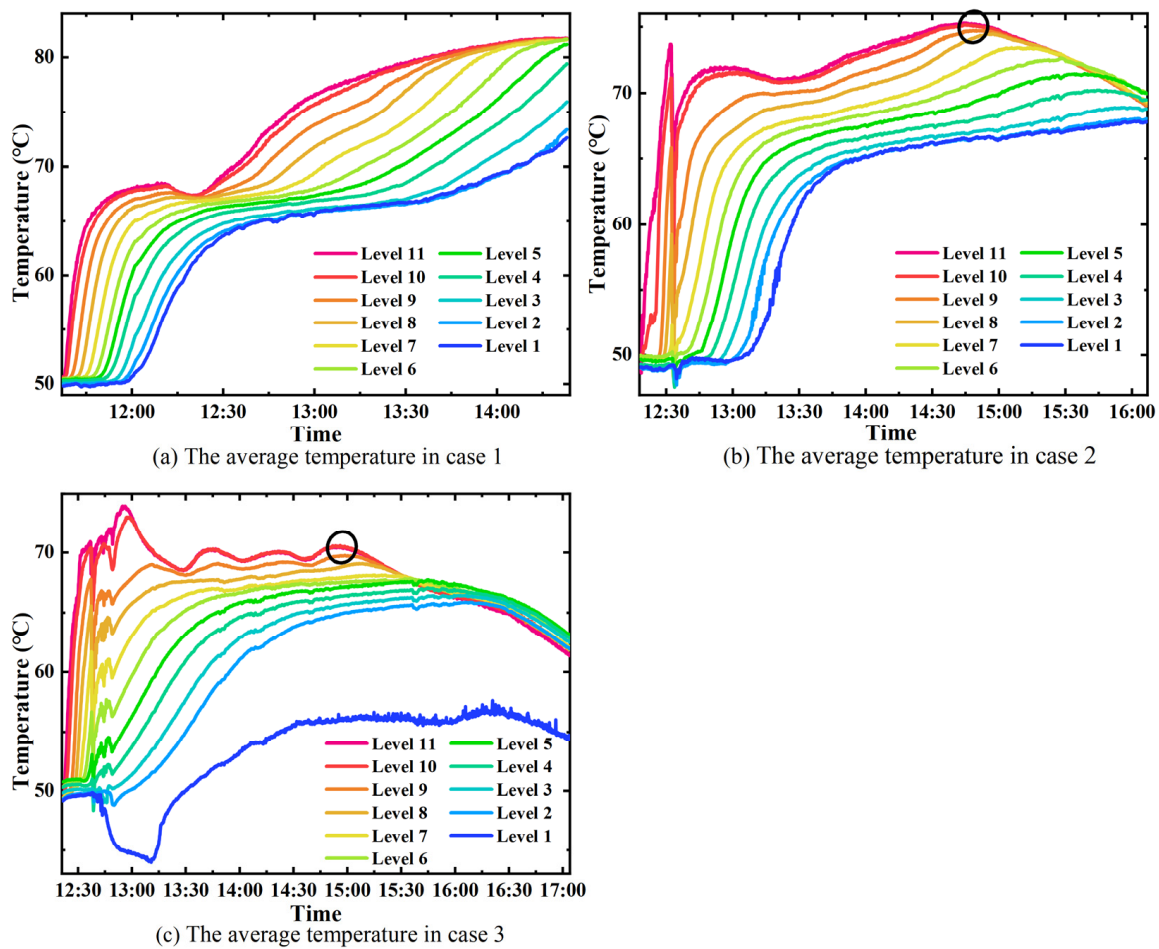 Temperature (℃)
80
70
60
50
Level 11 Level 5
Level 10 Level 4
Level 9 Level 3
Level 8 Level 2
Level 7 Level 1
Level 6
12:00 12:30 13:00 13:30 14:00
Time
(a) The average temperature in case 1
Temperature (℃)
70
60
50
Level 11 Level 5
Level 10 Level 4
Level 9 Level 3
Level 8 Level 2
Level 7 Level 1
Level 6
12:30 13:00 13:30 14:00 14:30 15:00 15:30 16:00
Time
(b) The average temperature in case 2
Temperature (℃)
70
60
50
Level 11 Level 5
Level 10 Level 4
Level 9 Level 3
Level 8 Level 2
Level 7 Level 1
Level 6
12:30 13:00 13:30 14:00 14:30 15:00 15:30 16:00 16:30 17:00
Time
(c) The average temperature in case 3